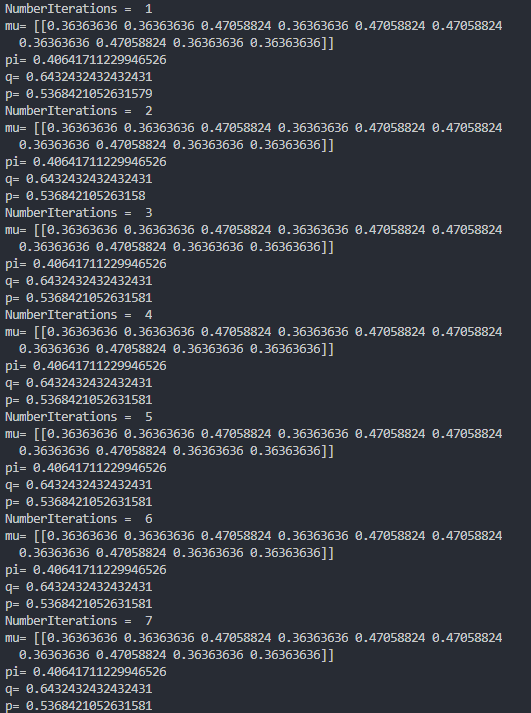 NumberIterations =  1
mu= [[0.36363636 0.36363636 0.47058824 0.36363636 0.47058824 0.47058824
  0.36363636 0.47058824 0.36363636 0.36363636]]
pi= 0.40641711229946526
q= 0.6432432432432431
p= 0.5368421052631579
NumberIterations =  2
mu= [[0.36363636 0.36363636 0.47058824 0.36363636 0.47058824 0.47058824
  0.36363636 0.47058824 0.36363636 0.36363636]]
pi= 0.40641711229946526
q= 0.6432432432432431
p= 0.536842105263158
NumberIterations =  3
mu= [[0.36363636 0.36363636 0.47058824 0.36363636 0.47058824 0.47058824
  0.36363636 0.47058824 0.36363636 0.36363636]]
pi= 0.40641711229946526
q= 0.6432432432432431
p= 0.5368421052631581
NumberIterations =  4
mu= [[0.36363636 0.36363636 0.47058824 0.36363636 0.47058824 0.47058824
  0.36363636 0.47058824 0.36363636 0.36363636]]
pi= 0.40641711229946526
q= 0.6432432432432431
p= 0.5368421052631581
NumberIterations =  5
mu= [[0.36363636 0.36363636 0.47058824 0.36363636 0.47058824 0.47058824
  0.36363636 0.47058824 0.36363636 0.36363636]]
pi= 0.40641711229946526
q= 0.6432432432432431
p= 0.5368421052631581
NumberIterations =  6
mu= [[0.36363636 0.36363636 0.47058824 0.36363636 0.47058824 0.47058824
  0.36363636 0.47058824 0.36363636 0.36363636]]
pi= 0.40641711229946526
q= 0.6432432432432431
p= 0.5368421052631581
NumberIterations =  7
mu= [[0.36363636 0.36363636 0.47058824 0.36363636 0.47058824 0.47058824
  0.36363636 0.47058824 0.36363636 0.36363636]]
pi= 0.40641711229946526
q= 0.6432432432432431
p= 0.5368421052631581